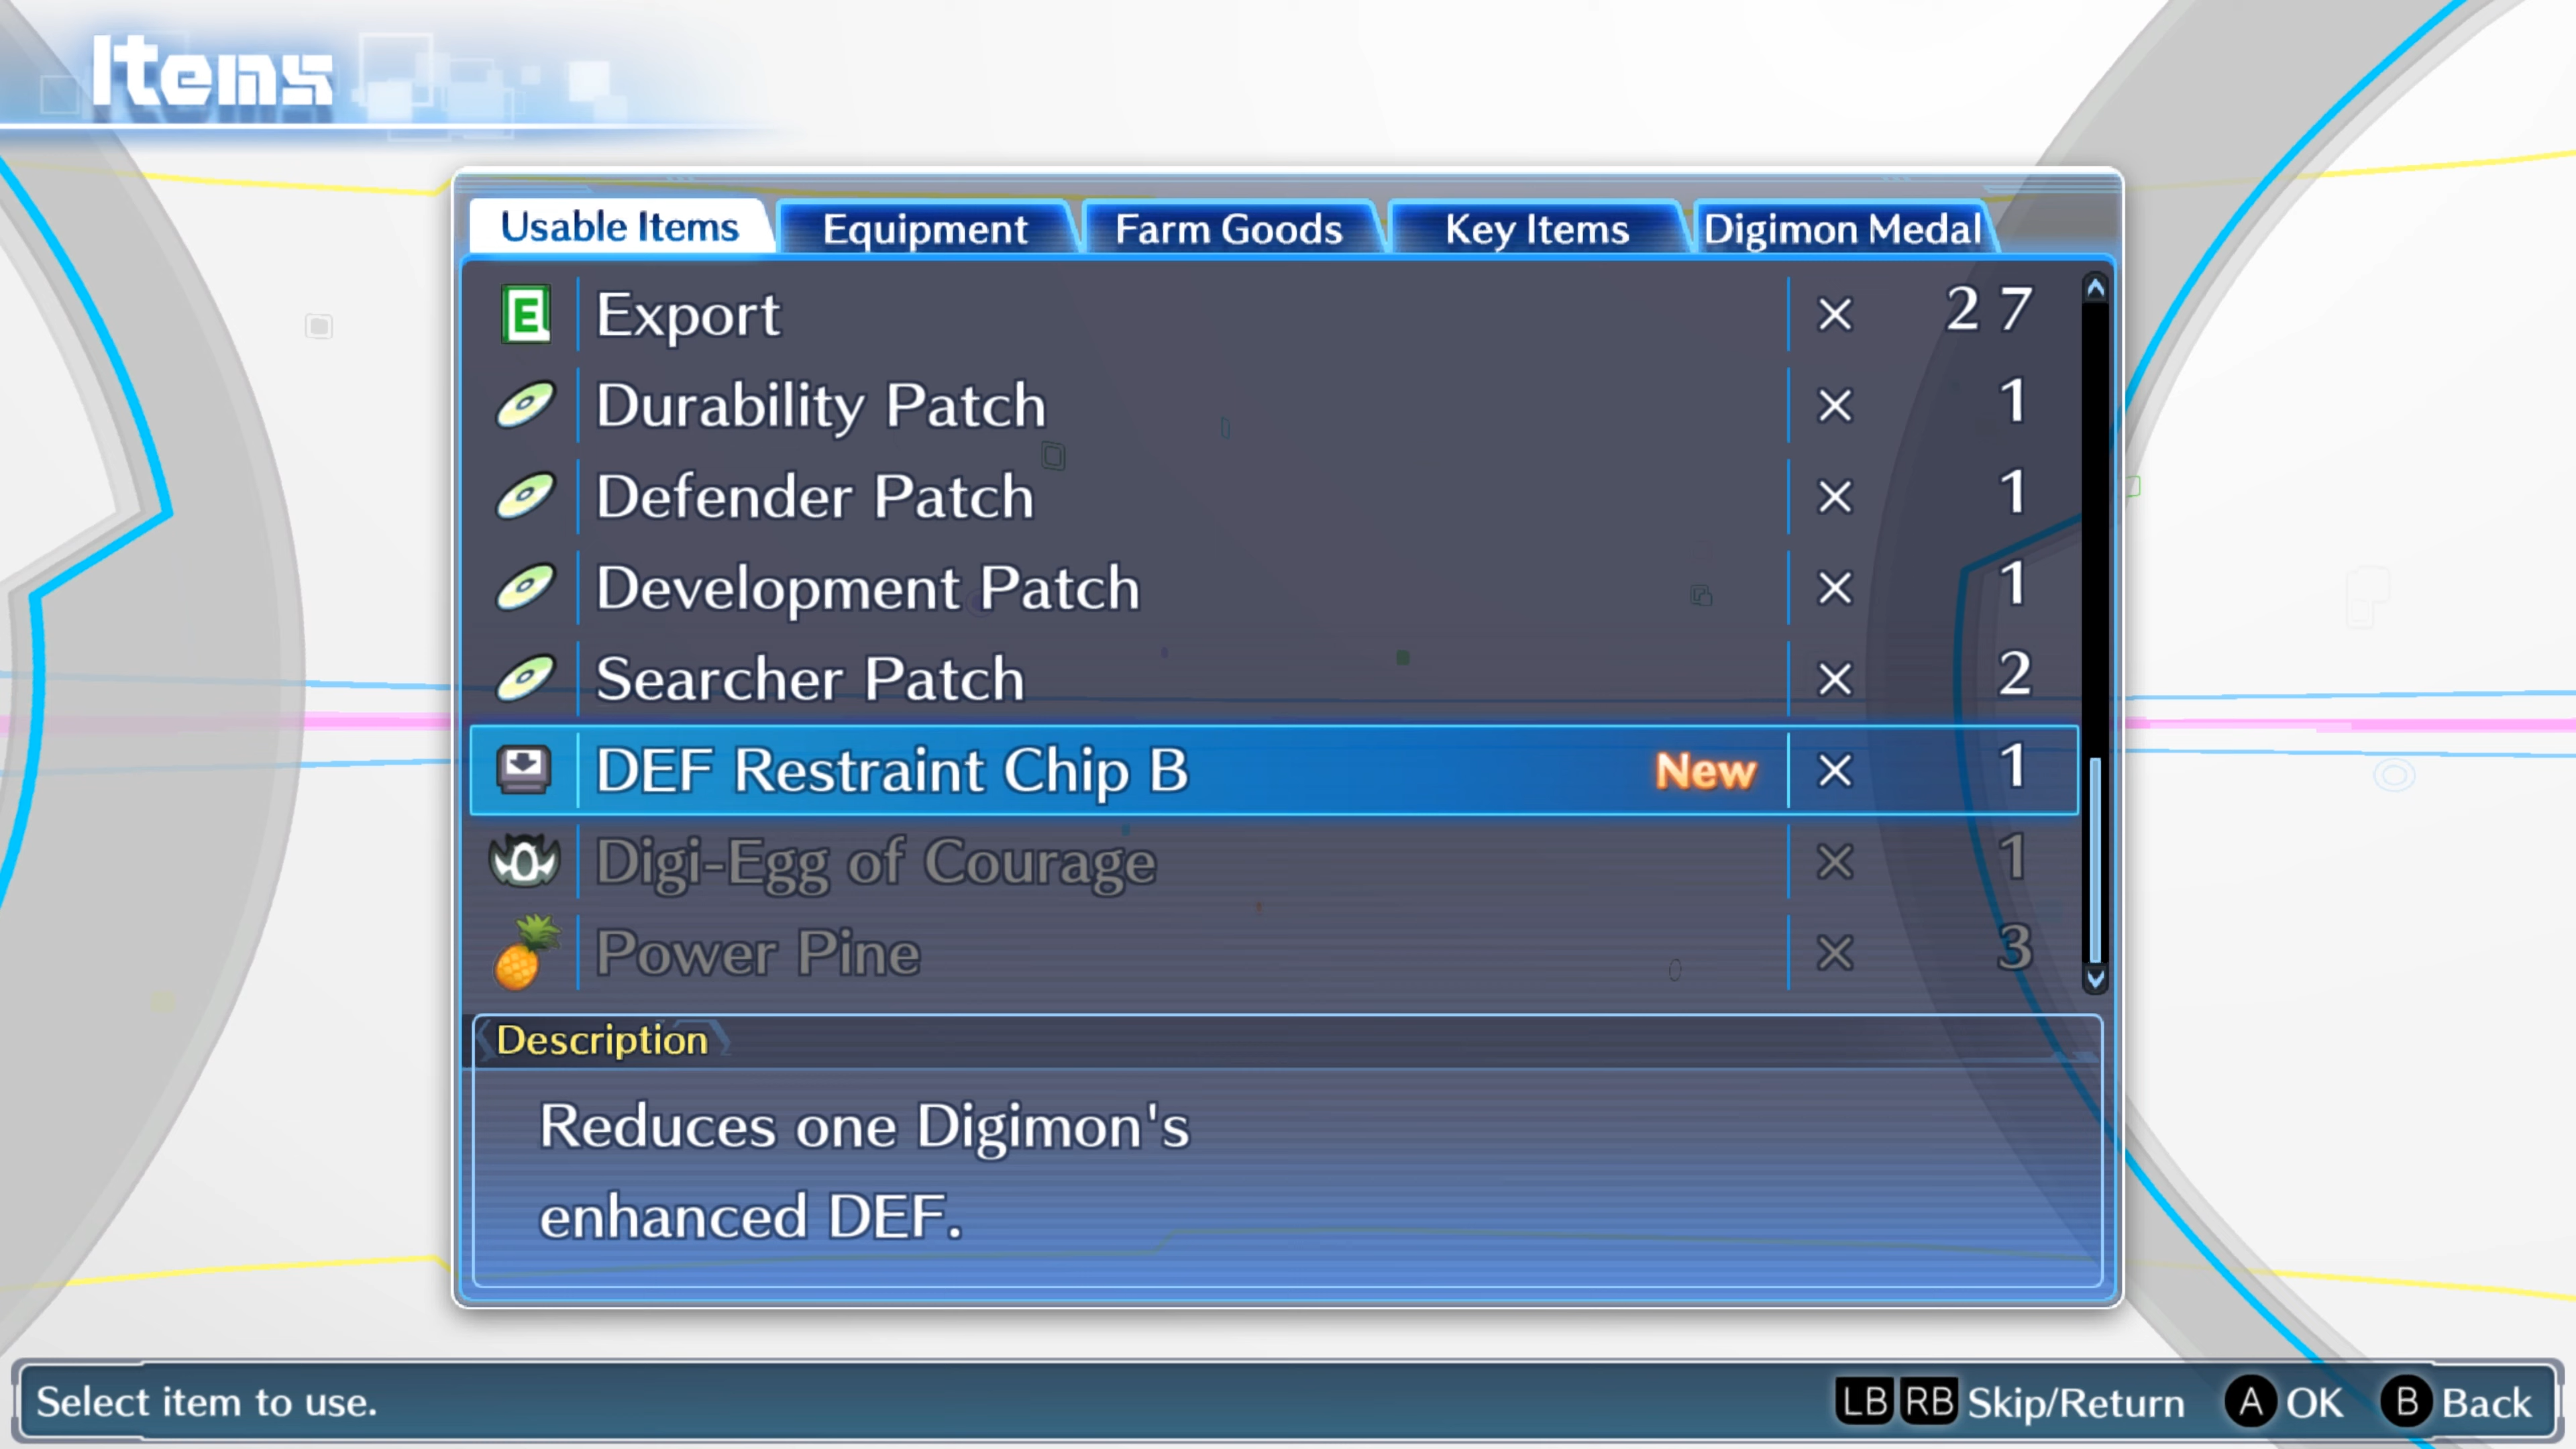 Items
Usable Items Equipment Farm Goods Key Items Digimon Medal
E Export × 27
Durability Patch × 1
Defender Patch × 1
Development Patch × 1
Searcher Patch × 2
DEF Restraint Chip B New × 1
Digi-Egg of Courage × 1
Power Pine × 3
Description
Reduces one Digimon's
enhanced DEF.
Select item to use. LB RB Skip/Return A OK B Back